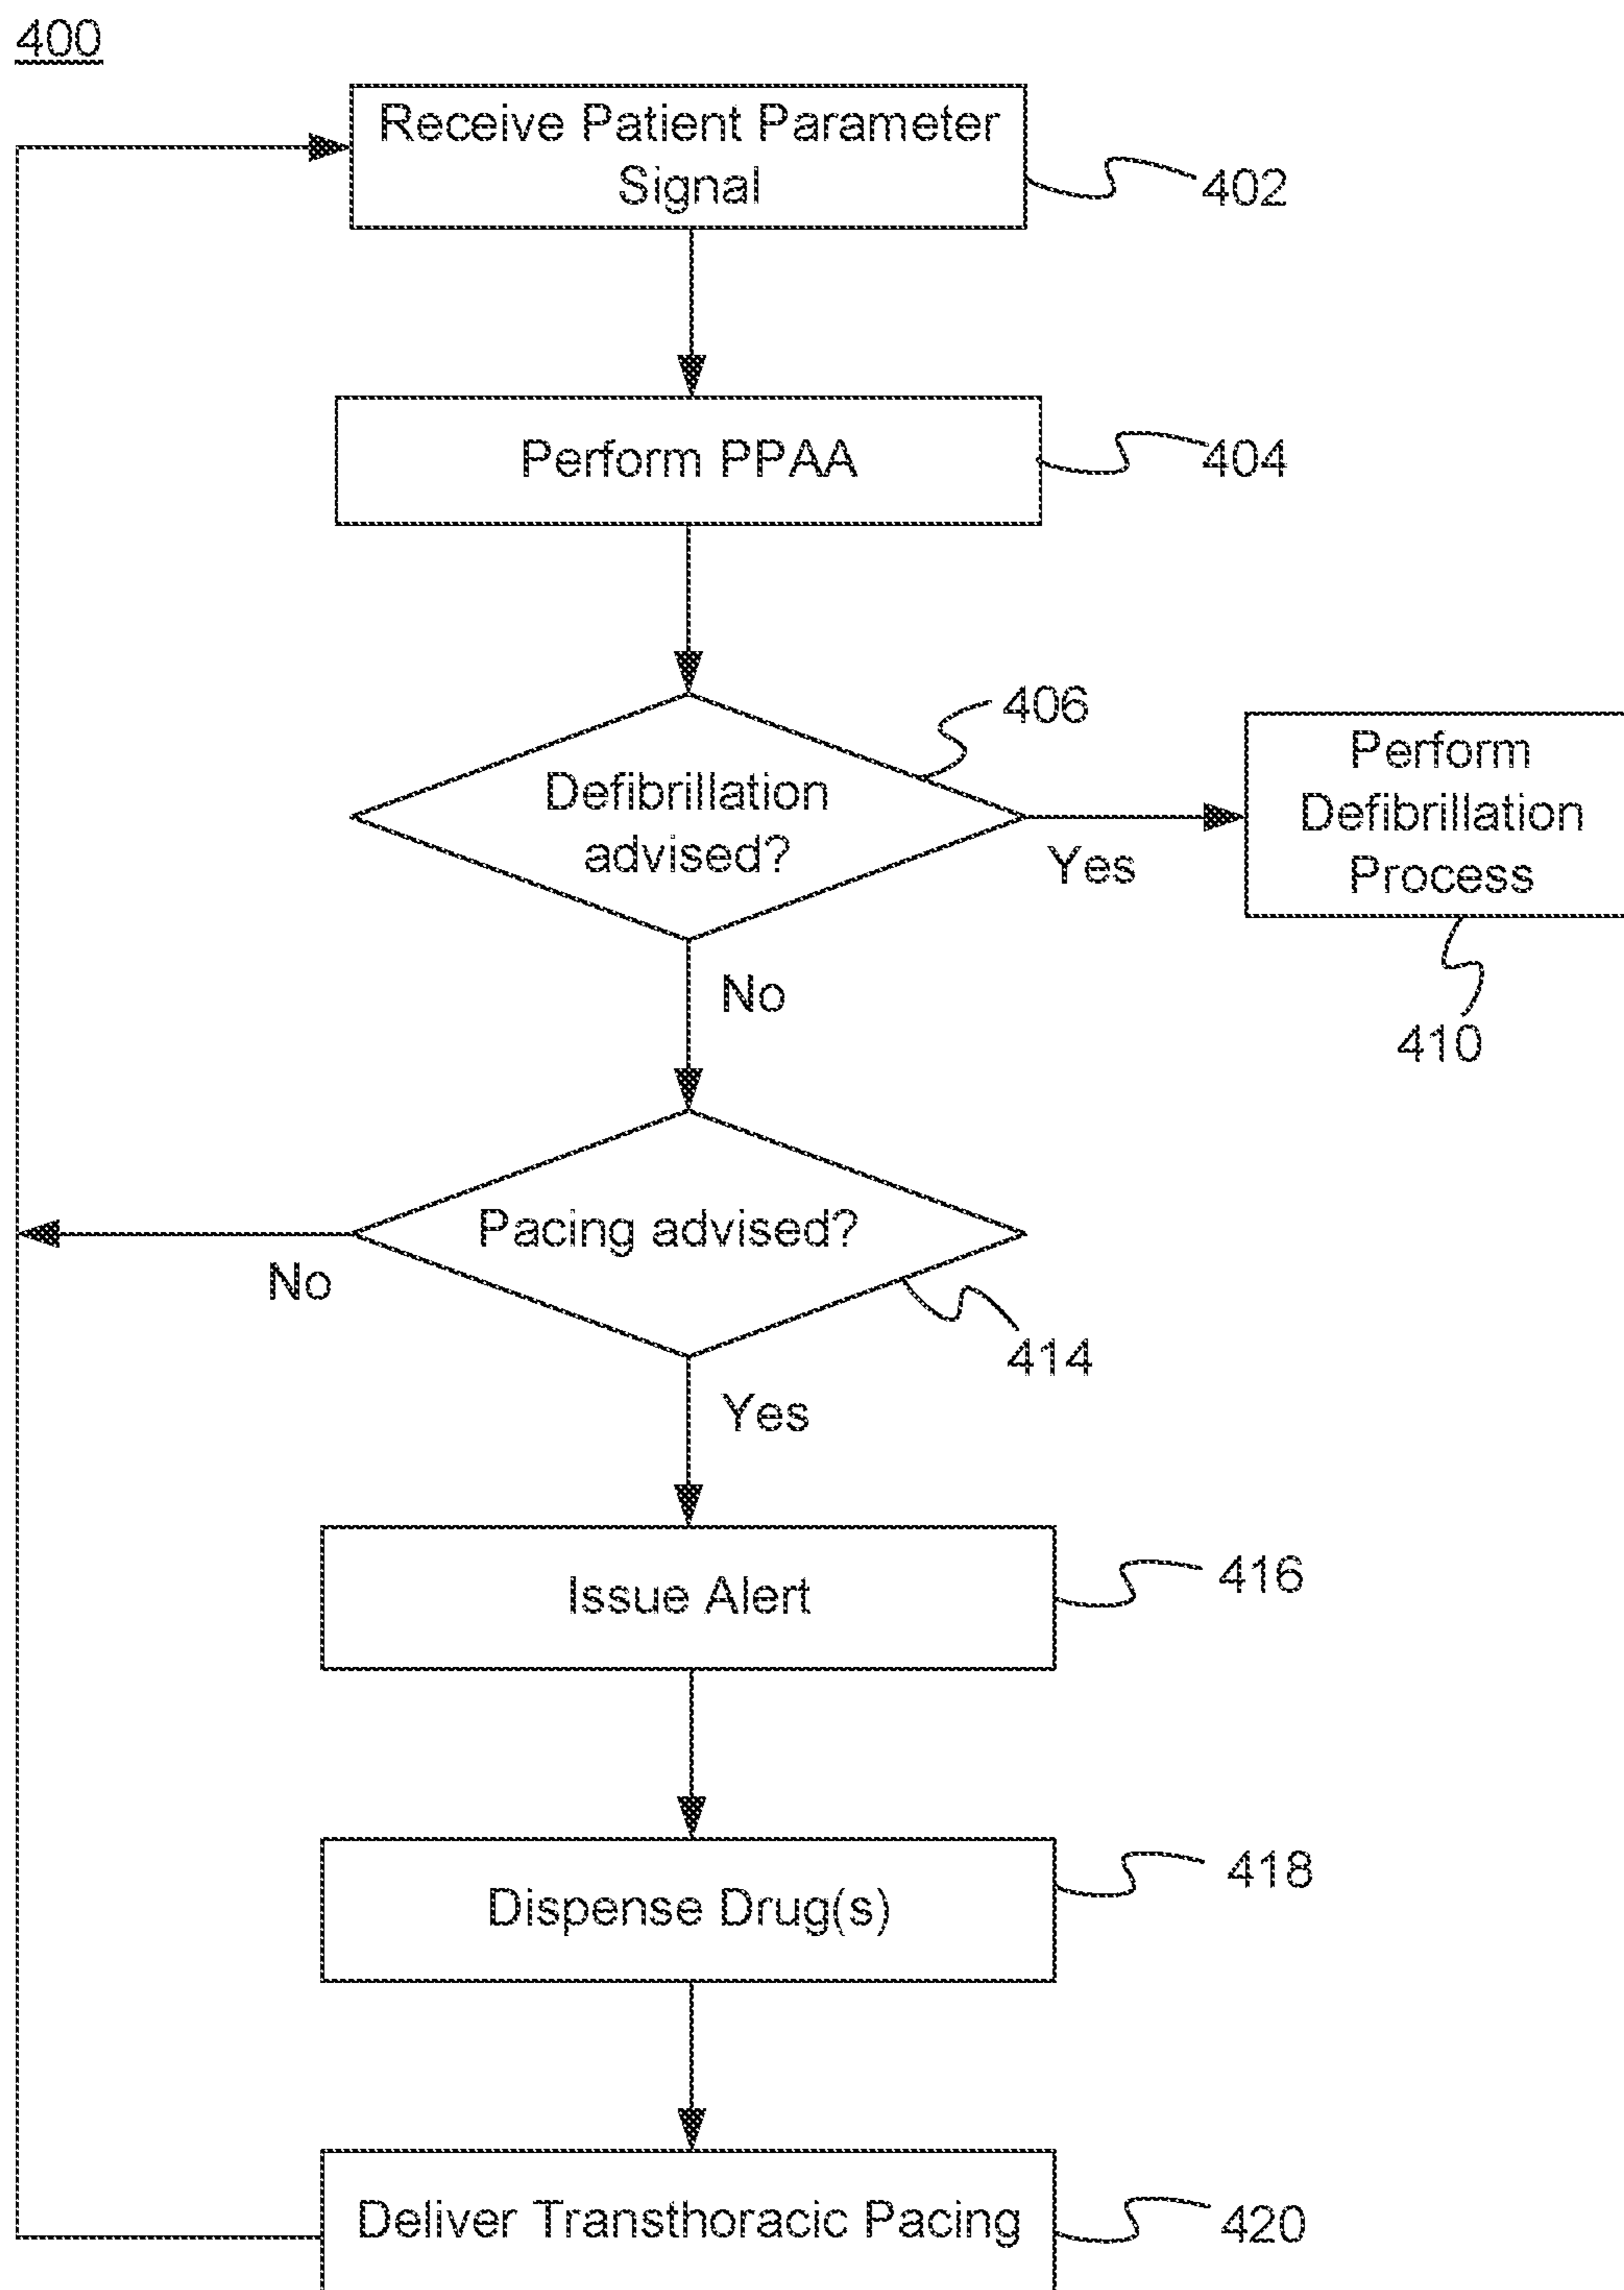 400
Receive Patient Parameter
Signal
402
Perform PPAA
404
406
Defibrillation
advised?
Yes
Perform
Defibrillation
Process
410
No
Pacing advised?
No
414
Yes
Issue Alert
416
Dispense Drug(s)
418
Deliver Transthoracic Pacing
420